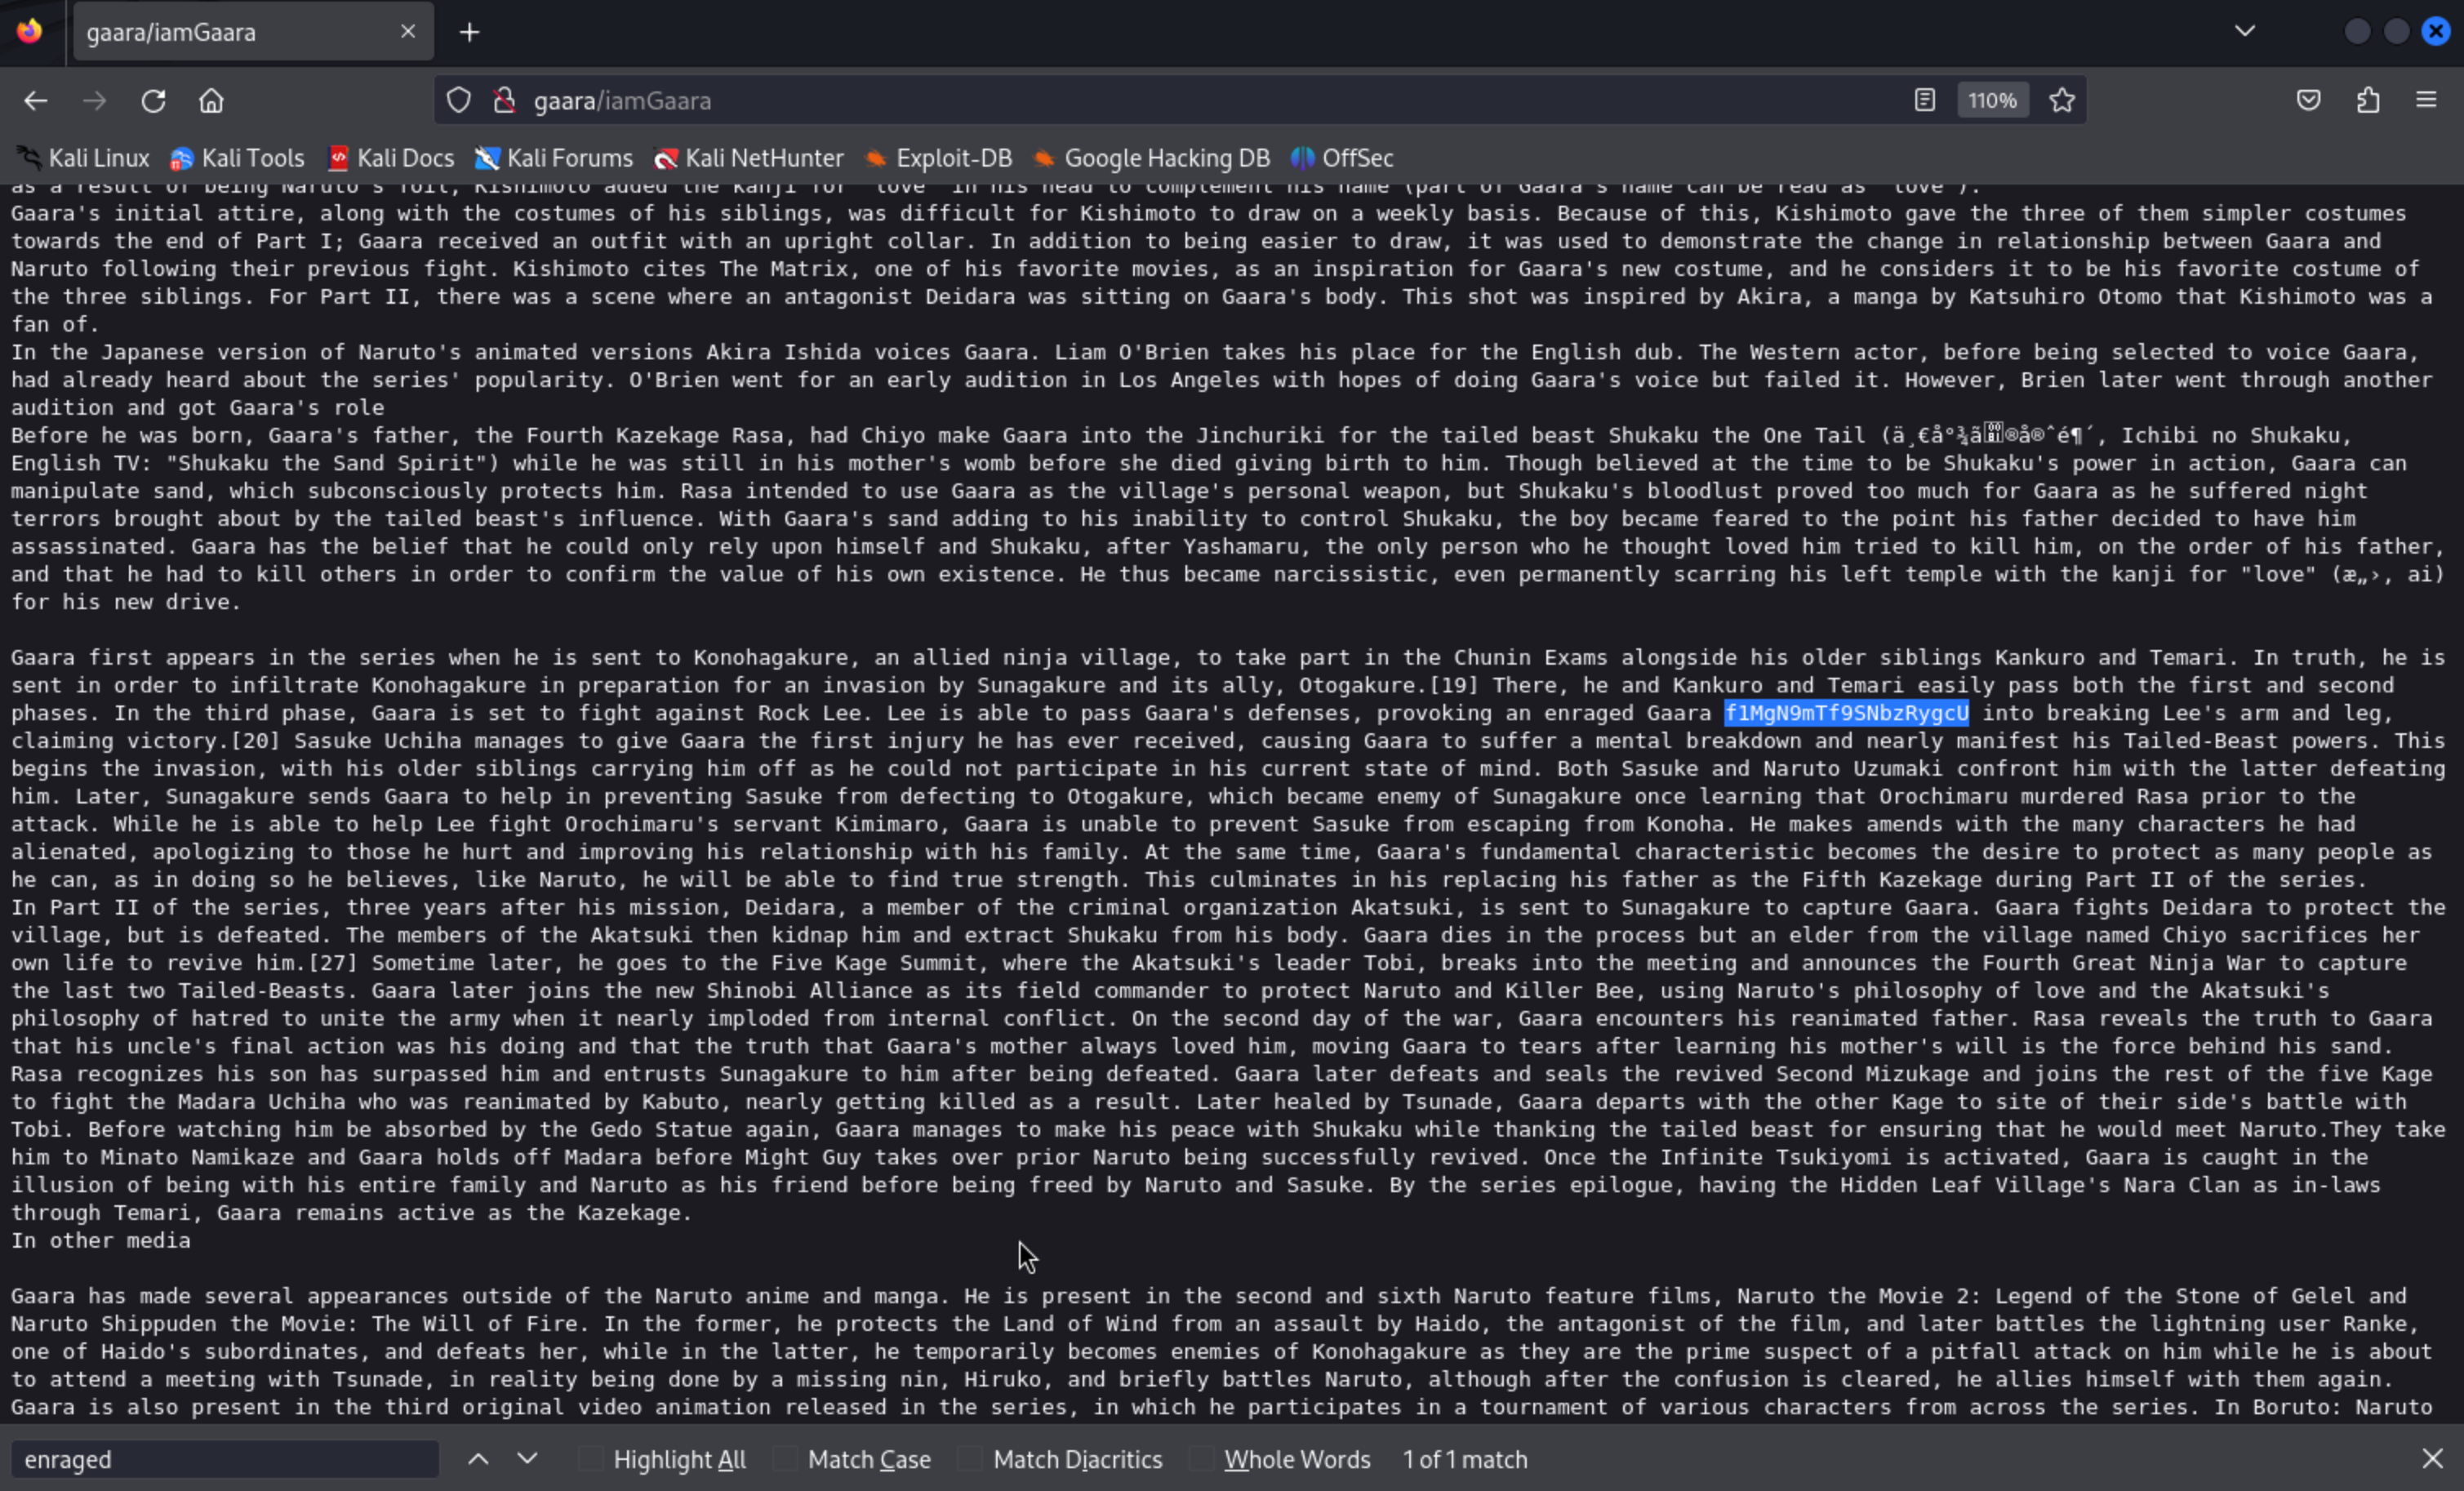 gaara/iamGaara
gaara/iamGaara
110%
Kali Linux Kali Tools Kali Docs Kali Forums Kali NetHunter Exploit-DB Google Hacking DB OffSec
as a result of being Naruto's foil, Kishimoto added the kanji for "love" in his head to complement his name (part of Gaara's name can be read as "love").
Gaara's initial attire, along with the costumes of his siblings, was difficult for Kishimoto to draw on a weekly basis. Because of this, Kishimoto gave the three of them simpler costumes
towards the end of Part I; Gaara received an outfit with an upright collar. In addition to being easier to draw, it was used to demonstrate the change in relationship between Gaara and
Naruto following their previous fight. Kishimoto cites The Matrix, one of his favorite movies, as an inspiration for Gaara's new costume, and he considers it to be his favorite costume of
the three siblings. For Part II, there was a scene where an antagonist Deidara was sitting on Gaara's body. This shot was inspired by Akira, a manga by Katsuhiro Otomo that Kishimoto was a
fan of.
In the Japanese version of Naruto's animated versions Akira Ishida voices Gaara. Liam O'Brien takes his place for the English dub. The Western actor, before being selected to voice Gaara,
had already heard about the series' popularity. O'Brien went for an early audition in Los Angeles with hopes of doing Gaara's voice but failed it. However, Brien later went through another
audition and got Gaara's role
Before he was born, Gaara's father, the Fourth Kazekage Rasa, had Chiyo make Gaara into the Jinchuriki for the tailed beast Shukaku the One Tail ( , Ichibi no Shukaku,
English TV: "Shukaku the Sand Spirit") while he was still in his mother's womb before she died giving birth to him. Though believed at the time to be Shukaku's power in action, Gaara can
manipulate sand, which subconsciously protects him. Rasa intended to use Gaara as the village's personal weapon, but Shukaku's bloodlust proved too much for Gaara as he suffered night
terrors brought about by the tailed beast's influence. With Gaara's sand adding to his inability to control Shukaku, the boy became feared to the point his father decided to have him
assassinated. Gaara has the belief that he could only rely upon himself and Shukaku, after Yashamaru, the only person who he thought loved him tried to kill him, on the order of his father,
and that he had to kill others in order to confirm the value of his own existence. He thus became narcissistic, even permanently scarring his left temple with the kanji for "love" (æ„›, ai)
for his new drive.
Gaara first appears in the series when he is sent to Konohagakure, an allied ninja village, to take part in the Chunin Exams alongside his older siblings Kankuro and Temari. In truth, he is
sent in order to infiltrate Konohagakure in preparation for an invasion by Sunagakure and its ally, Otogakure.[19] There, he and Kankuro and Temari easily pass both the first and second
phases. In the third phase, Gaara is set to fight against Rock Lee. Lee is able to pass Gaara's defenses, provoking an enraged Gaara f1MgN9mTf9SNbzRygcU into breaking Lee's arm and leg,
claiming victory.[20] Sasuke Uchiha manages to give Gaara the first injury he has ever received, causing Gaara to suffer a mental breakdown and nearly manifest his Tailed-Beast powers. This
begins the invasion, with his older siblings carrying him off as he could not participate in his current state of mind. Both Sasuke and Naruto Uzumaki confront him with the latter defeating
him. Later, Sunagakure sends Gaara to help in preventing Sasuke from defecting to Otogakure, which became enemy of Sunagakure once learning that Orochimaru murdered Rasa prior to the
attack. While he is able to help Lee fight Orochimaru's servant Kimimaro, Gaara is unable to prevent Sasuke from escaping from Konoha. He makes amends with the many characters he had
alienated, apologizing to those he hurt and improving his relationship with his family. At the same time, Gaara's fundamental characteristic becomes the desire to protect as many people as
he can, as in doing so he believes, like Naruto, he will be able to find true strength. This culminates in his replacing his father as the Fifth Kazekage during Part II of the series.
In Part II of the series, three years after his mission, Deidara, a member of the criminal organization Akatsuki, is sent to Sunagakure to capture Gaara. Gaara fights Deidara to protect the
village, but is defeated. The members of the Akatsuki then kidnap him and extract Shukaku from his body. Gaara dies in the process but an elder from the village named Chiyo sacrifices her
own life to revive him.[27] Sometime later, he goes to the Five Kage Summit, where the Akatsuki's leader Tobi, breaks into the meeting and announces the Fourth Great Ninja War to capture
the last two Tailed-Beasts. Gaara later joins the new Shinobi Alliance as its field commander to protect Naruto and Killer Bee, using Naruto's philosophy of love and the Akatsuki's
philosophy of hatred to unite the army when it nearly imploded from internal conflict. On the second day of the war, Gaara encounters his reanimated father. Rasa reveals the truth to Gaara
that his uncle's final action was his doing and that the truth that Gaara's mother always loved him, moving Gaara to tears after learning his mother's will is the force behind his sand.
Rasa recognizes his son has surpassed him and entrusts Sunagakure to him after being defeated. Gaara later defeats and seals the revived Second Mizukage and joins the rest of the five Kage
to fight the Madara Uchiha who was reanimated by Kabuto, nearly getting killed as a result. Later healed by Tsunade, Gaara departs with the other Kage to site of their side's battle with
Tobi. Before watching him be absorbed by the Gedo Statue again, Gaara manages to make his peace with Shukaku while thanking the tailed beast for ensuring that he would meet Naruto.They take
him to Minato Namikaze and Gaara holds off Madara before Might Guy takes over prior Naruto being successfully revived. Once the Infinite Tsukiyomi is activated, Gaara is caught in the
illusion of being with his entire family and Naruto as his friend before being freed by Naruto and Sasuke. By the series epilogue, having the Hidden Leaf Village's Nara Clan as in-laws
through Temari, Gaara remains active as the Kazekage.
In other media
Gaara has made several appearances outside of the Naruto anime and manga. He is present in the second and sixth Naruto feature films, Naruto the Movie 2: Legend of the Stone of Gelel and
Naruto Shippuden the Movie: The Will of Fire. In the former, he protects the Land of Wind from an assault by Haido, the antagonist of the film, and later battles the lightning user Ranke,
one of Haido's subordinates, and defeats her, while in the latter, he temporarily becomes enemies of Konohagakure as they are the prime suspect of a pitfall attack on him while he is about
to attend a meeting with Tsunade, in reality being done by a missing nin, Hiruko, and briefly battles Naruto, although after the confusion is cleared, he allies himself with them again.
Gaara is also present in the third original video animation released in the series, in which he participates in a tournament of various characters from across the series. In Boruto: Naruto
enraged Highlight All Match Case Match Diacritics Whole Words 1 of 1 match